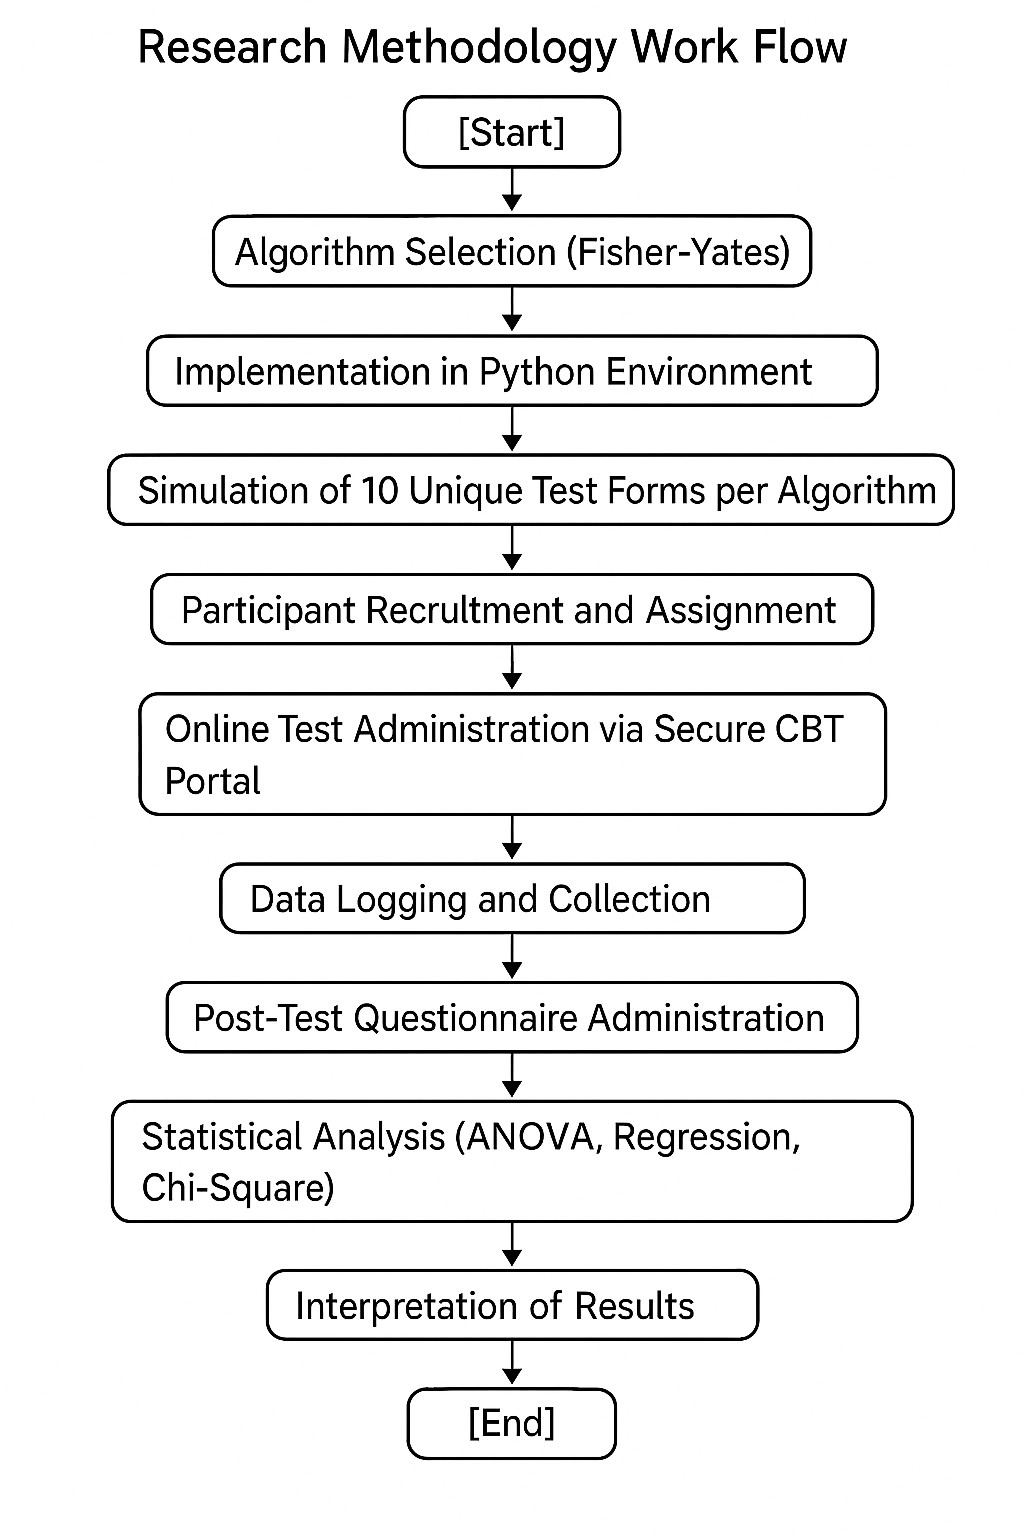 Research Methodology Work Flow
[Start]
Algorithm Selection (Fisher-Yates)
Implementation in Python Environment
Simulation of 10 Unique Test Forms per Algorithm
Participant Recrultment and Assignment
Online Test Administration via Secure CBT
Portal
Data Logging and Collection
Post-Test Questionnaire Administration
Statistical Analysis (ANOVA, Regression,
Chi-Square)
Interpretation of Results
[End]